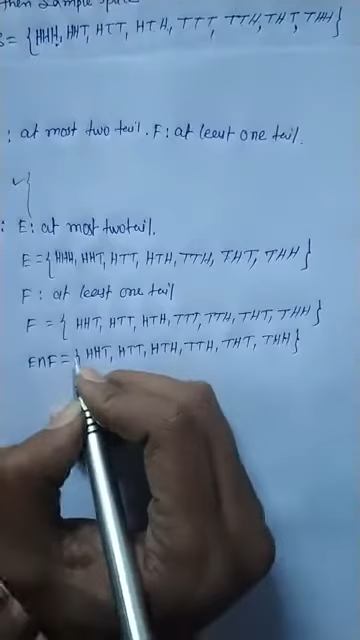 then sample space
S = {HHH, HHT, HTT, HTH, TTT, TTH, THT, THH}
: at most two tail. F: at least one tail.
: E: at most two tail.
E = {HHH, HHT, HTT, HTH, TTH, THT, THH}
F: at least one tail
F = { HHT, HTT, HTH, TTT, TTH, THT, THH}
E∩F = { HHT, HTT, HTH, TTH, THT, THH}